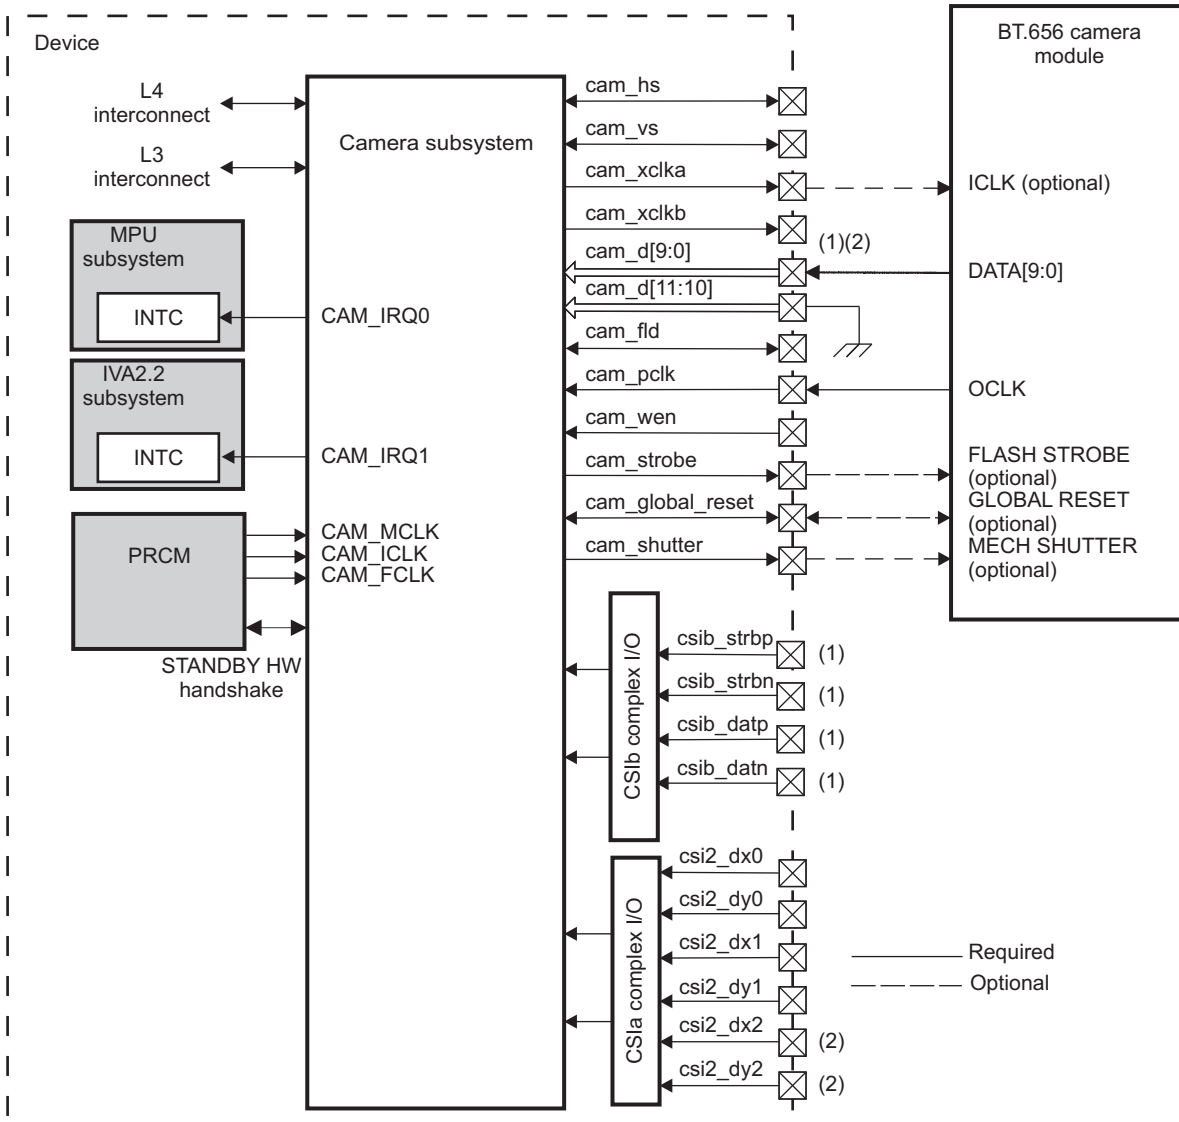 Device
L4
interconnect
L3
interconnect
MPU
subsystem
INTC
IVA2.2
subsystem
INTC
PRCM
STANDBY HW
handshake
Camera subsystem
CAM_IRQ0
CAM_IRQ1
CAM_MCLK
CAM_ICLK
CAM_FCLK
cam_hs
cam_vs
cam_xclka
cam_xclkb
cam_d[9:0]
(1)(2)
cam_d[11:10]
cam_fld
cam_pclk
cam_wen
cam_strobe
cam_global_reset
cam_shutter
BT.656 camera
module
ICLK (optional)
DATA[9:0]
OCLK
FLASH STROBE
(optional)
GLOBAL RESET
(optional)
MECH SHUTTER
(optional)
CSIb complex I/O
csib_strbp (1)
csib_strbn (1)
csib_datp (1)
csib_datn (1)
CSIa complex I/O
csi2_dx0
csi2_dy0
csi2_dx1
csi2_dy1
csi2_dx2 (2)
csi2_dy2 (2)
Required
Optional